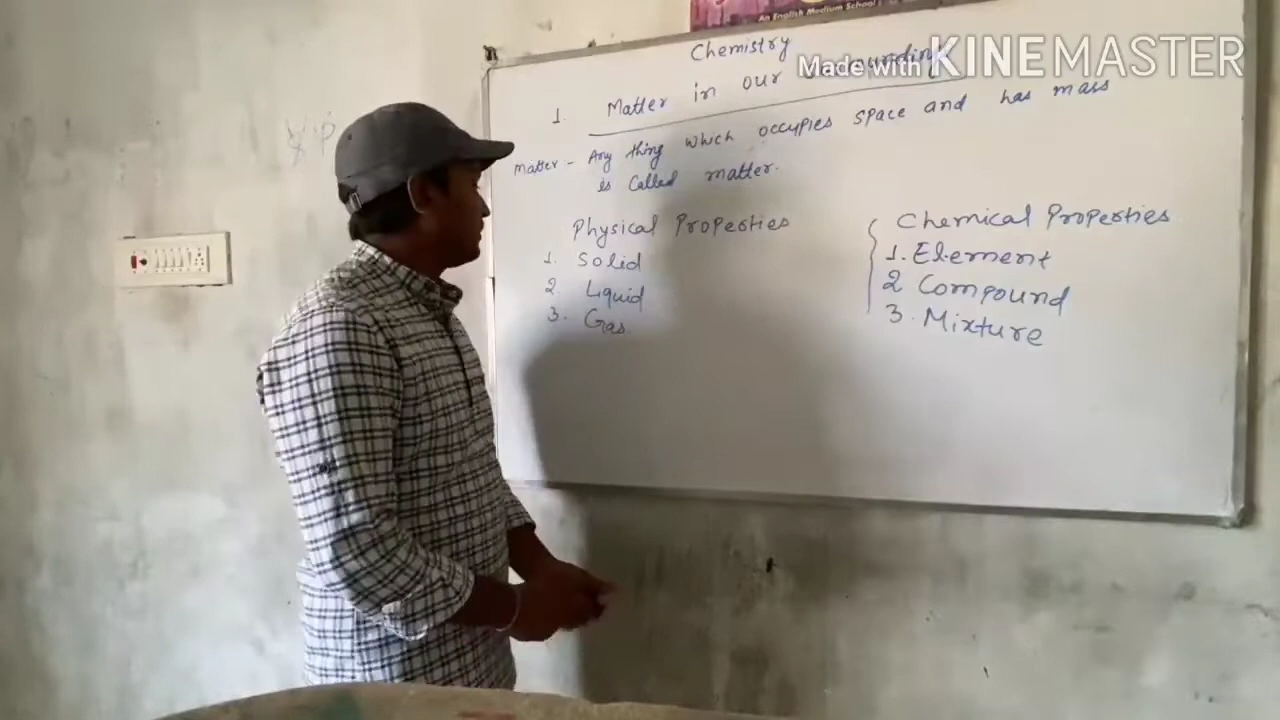 An English Medium School
Made with KINEMASTER
Chemistry
1. Matter in our Surrounding
Matter - Any thing which occupies space and has mass
is Called matter.
Physical Properties
1. Solid
2. Liquid
3. Gas
Chemical Properties
1. Element
2 Compound
3. Mixture